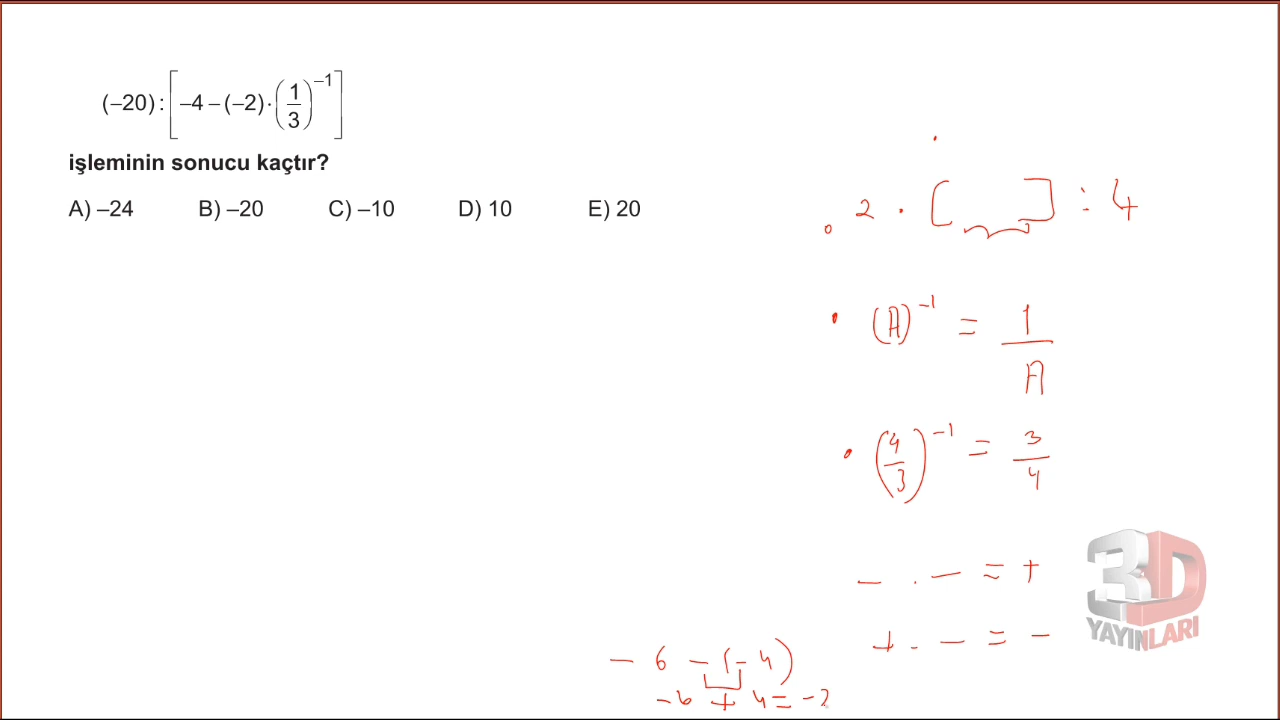 (–20) : [–4 – (–2) · (1/3)⁻¹]
işleminin sonucu kaçtır?
A) –24 B) –20 C) –10 D) 10 E) 20
2 · [ ] : 4
(A)⁻¹ = 1/A
(4/3)⁻¹ = 3/4
– . – = +
+ . – = –
– 6 – (– 4)
–6 + 4 = –2
3D
YAYINLARI